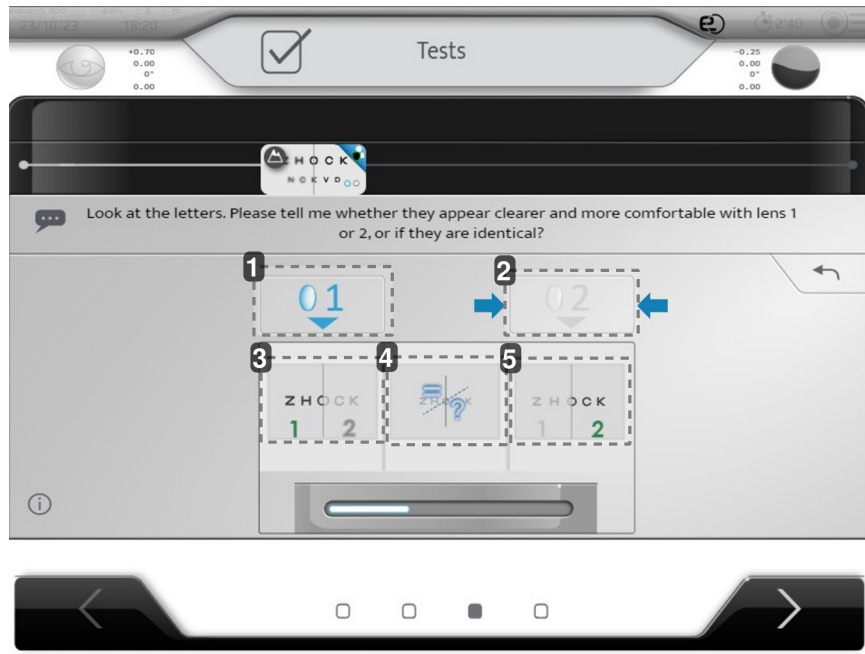 23/10/23 18:20
Tests
2'40
+0.70
0.00
0°
0.00
-0.25
0.00
0°
0.00
HOCK
NCKVD
Look at the letters. Please tell me whether they appear clearer and more comfortable with lens 1
or 2, or if they are identical?
1
2
01
02
3
4
5
ZHOCK
1 2
= ?
ZHOCK
ZHOCK
1 2